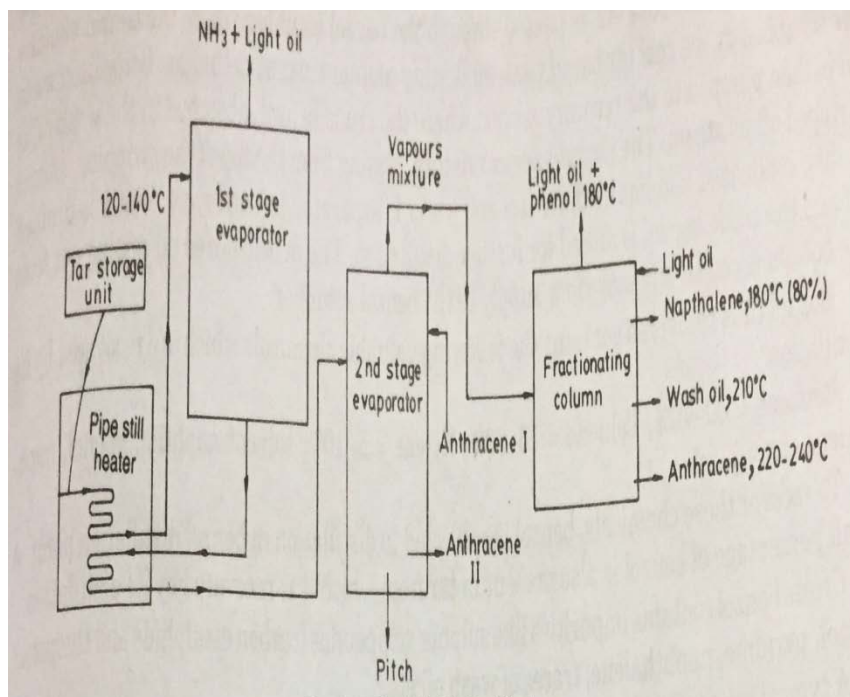 NH3 + Light oil
120-140°C
1st stage
evaporator
Vapours
mixture
Light oil +
phenol 180°C
Tar storage
unit
Light oil
Napthalene,180°C (80%)
2nd stage
evaporator
Fractionating
column
Wash oil,210°C
Pipe still
heater
Anthracene I
Anthracene, 220-240°C
Anthracene
II
Pitch